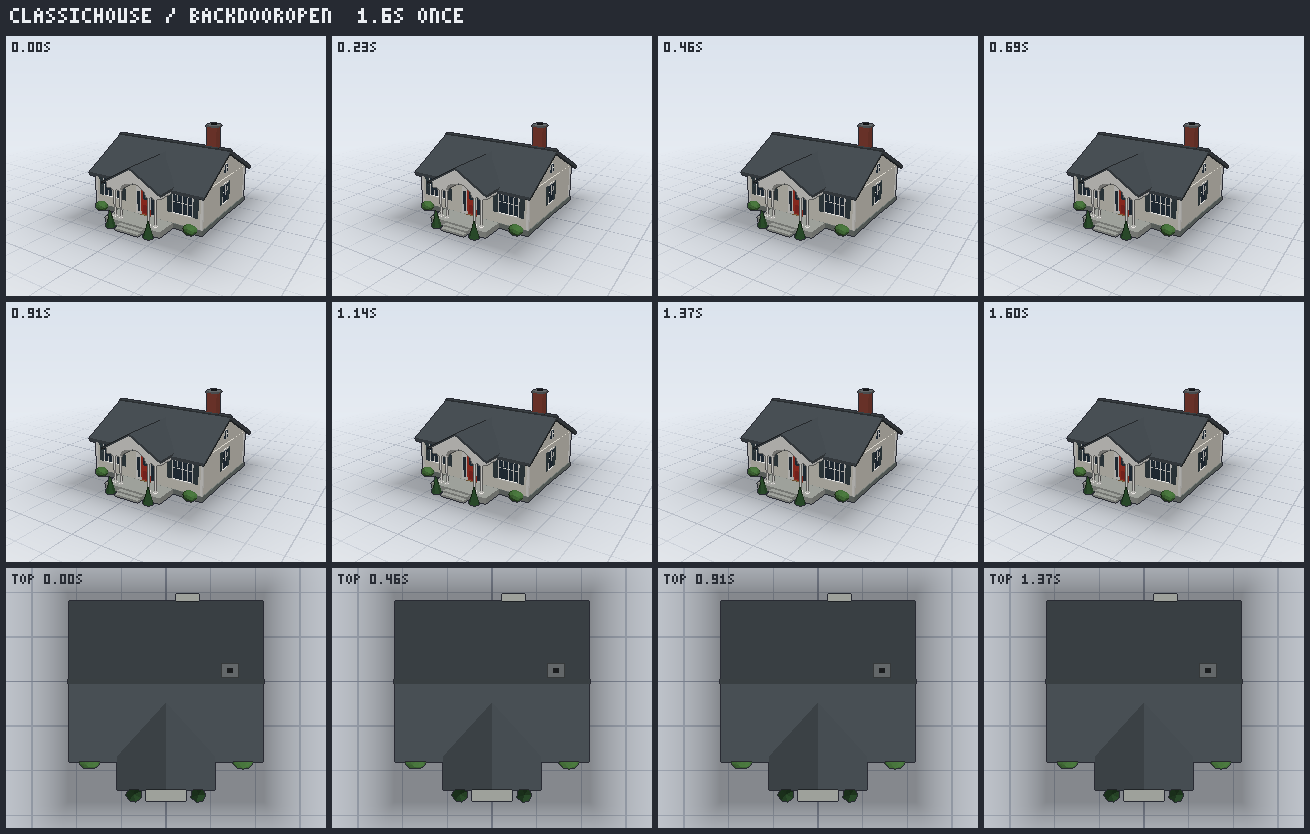 CLASSICHOUSE / BACKDOOROPEN 1.6S ONCE
0.00S
0.23S
0.46S
0.69S
0.91S
1.14S
1.37S
1.60S
TOP 0.00S
TOP 0.46S
TOP 0.91S
TOP 1.37S